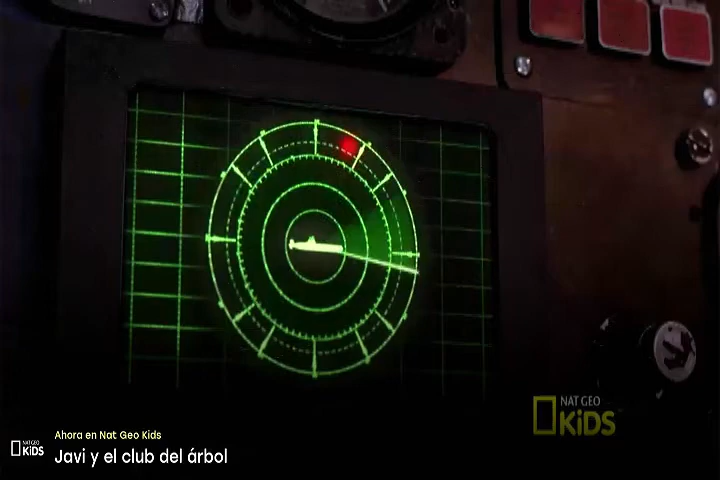 NAT GEO
KiDS
Ahora en Nat Geo Kids
NAT GEO
KiDS
Javi y el club del árbol